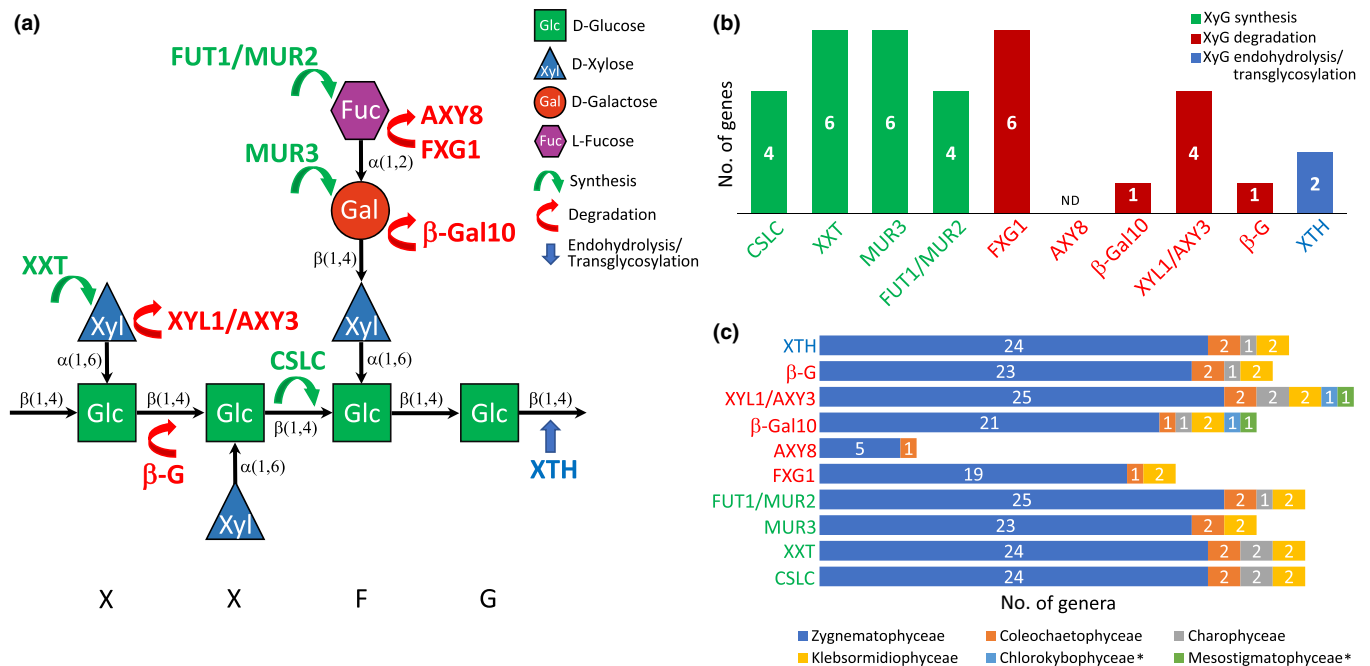 (a)
FUT1/MUR2
Fuc
AXY8
FXG1
α(1,2)
MUR3
Gal
β-Gal10
β(1,4)
XXT
Xyl
XYL1/AXY3
Xyl
α(1,6)
CSLC
α(1,6)
β(1,4)
Glc
β(1,4)
Glc
β(1,4)
Glc
β(1,4)
Glc
β(1,4)
β-G
α(1,6)
XTH
Xyl
X X F G
Glc D-Glucose
Xyl D-Xylose
Gal D-Galactose
Fuc L-Fucose
Synthesis
Degradation
Endohydrolysis/
Transglycosylation
(b)
XyG synthesis
XyG degradation
XyG endohydrolysis/
transglycosylation
No. of genes
4 6 6 4 6 ND 1 4 1 2
CSLC XXT MUR3 FUT1/MUR2 FXG1 AXY8 β-Gal10 XYL1/AXY3 β-G XTH
(c)
XTH 24 2 1 2
β-G 23 2 1 2
XYL1/AXY3 25 2 2 2 1 1
β-Gal10 21 1 1 2 1 1
AXY8 5 1
FXG1 19 1 2
FUT1/MUR2 25 2 1 2
MUR3 23 2 2
XXT 24 2 2 2
CSLC 24 2 2 2
No. of genera
Zygnematophyceae Coleochaetophyceae Charophyceae
Klebsormidiophyceae Chlorokybophyceae* Mesostigmatophyceae*